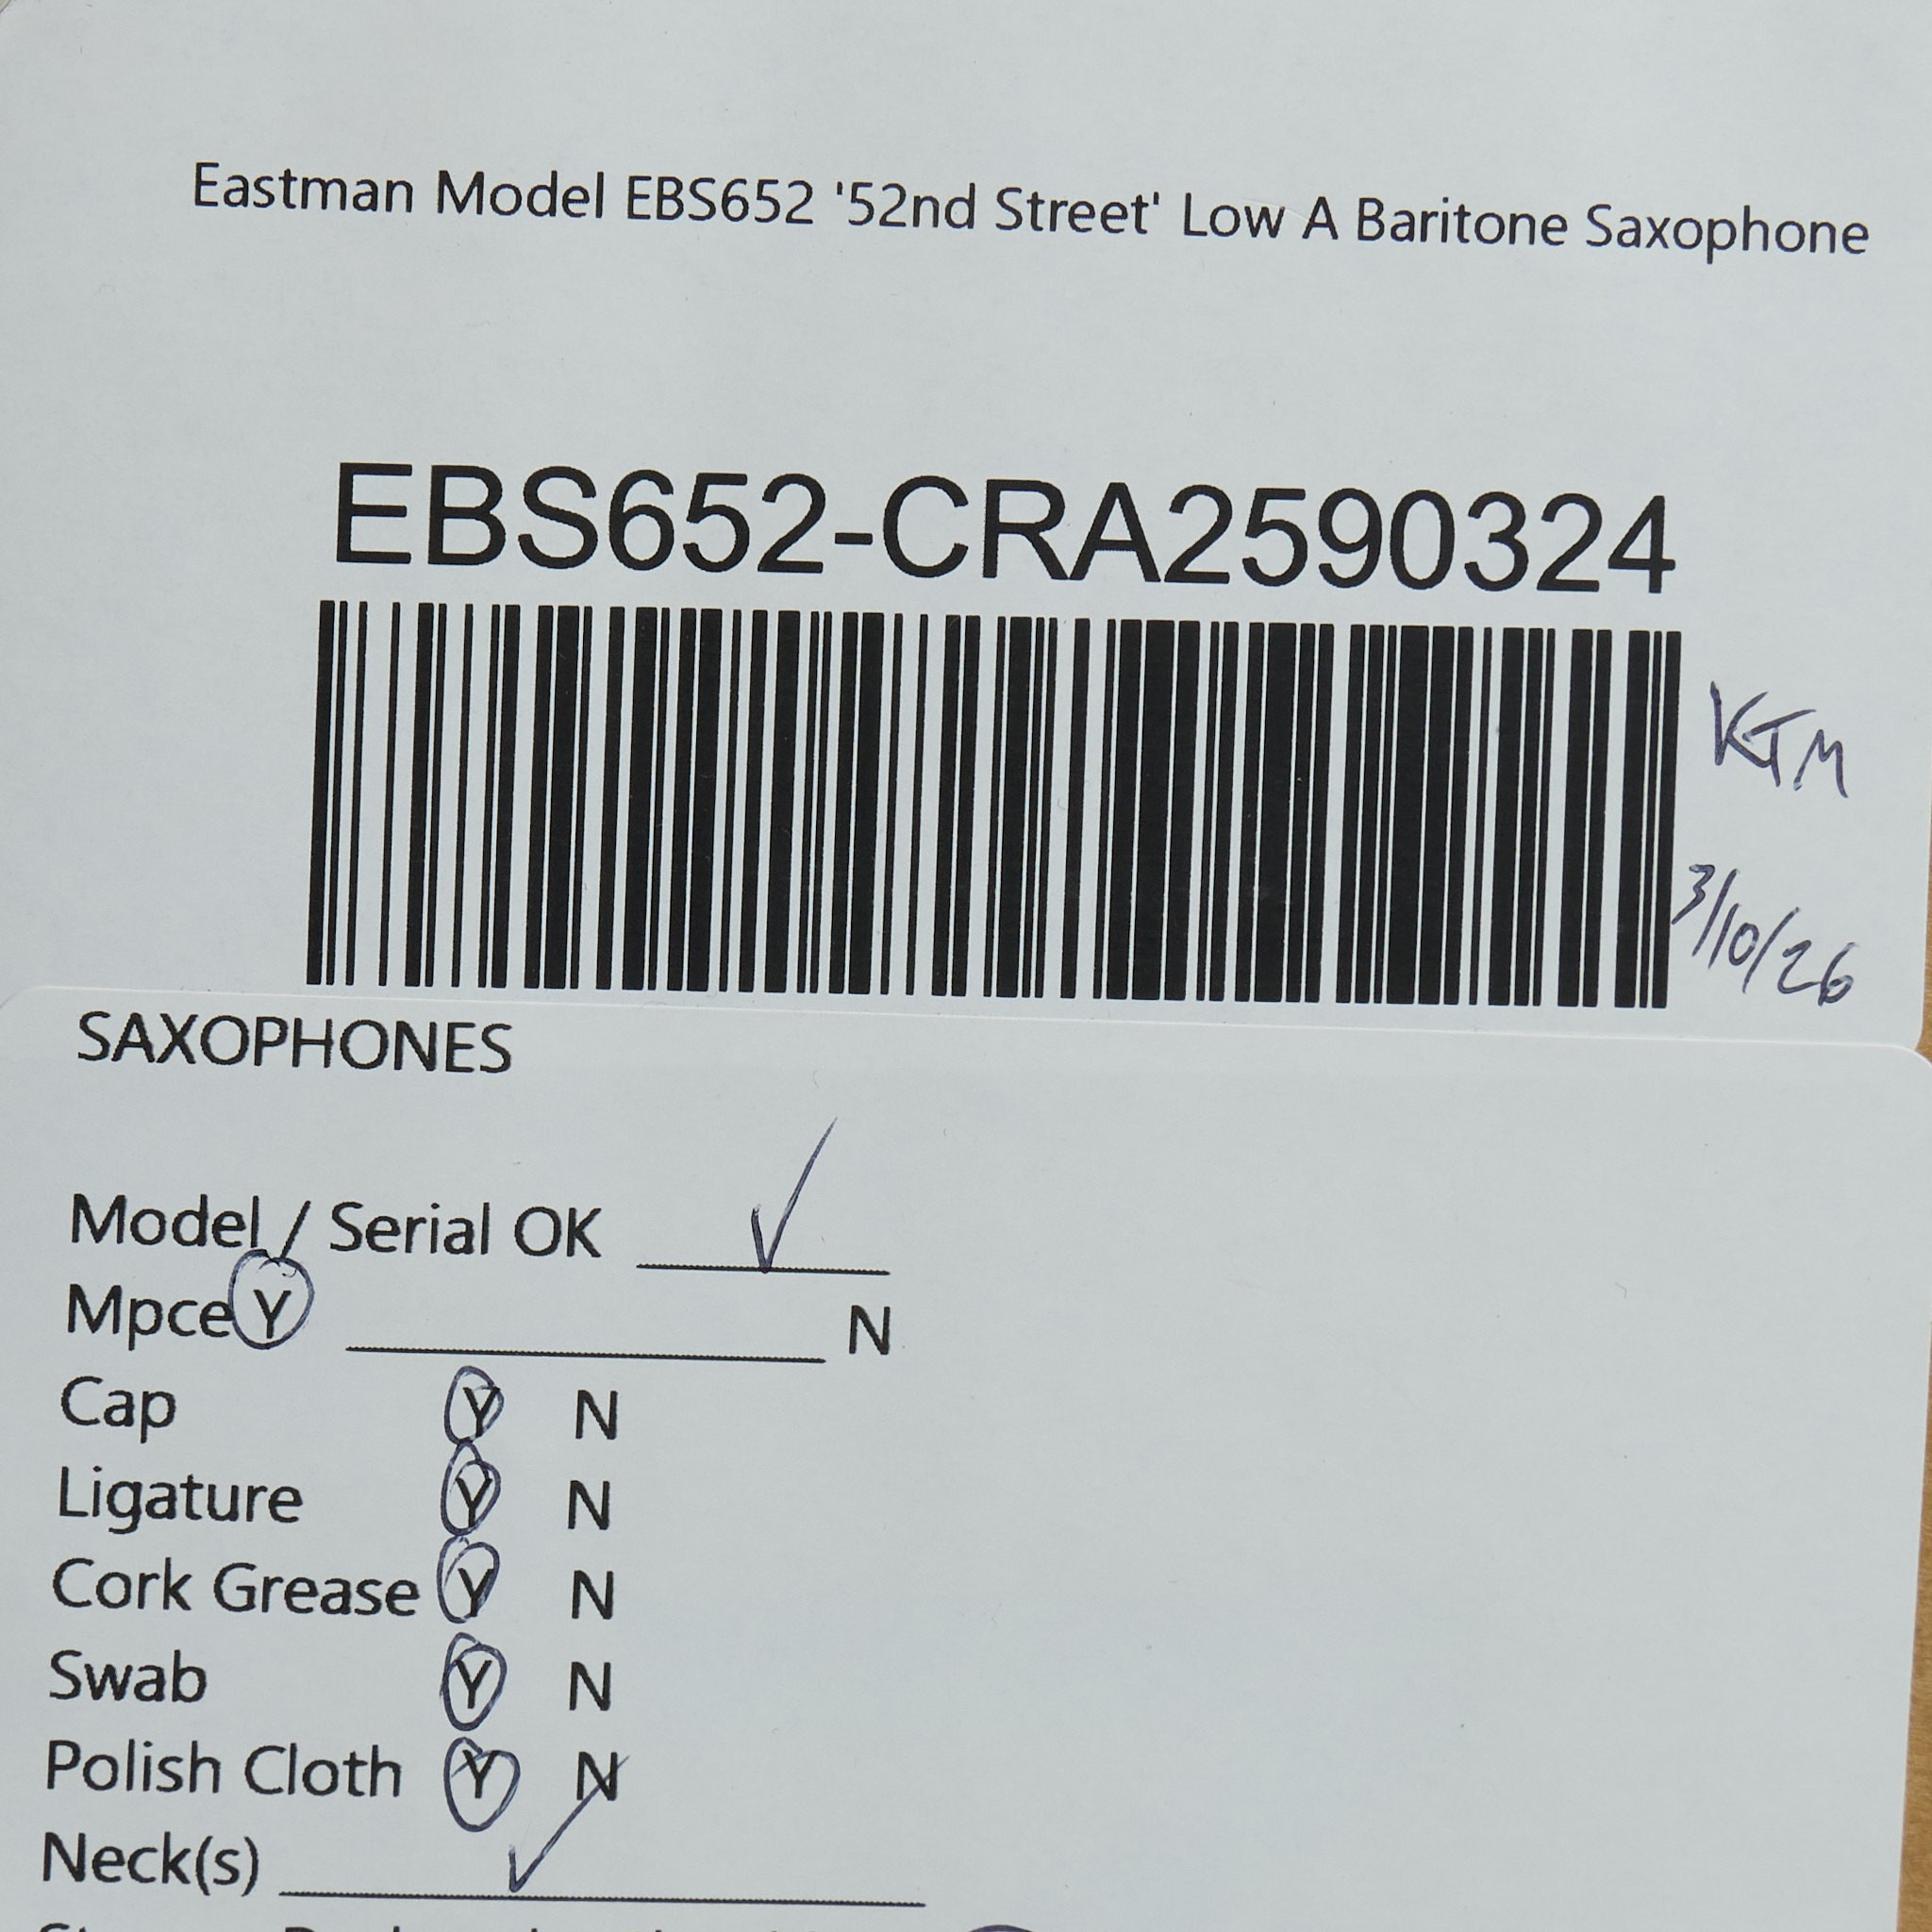 Eastman Model EBS652 '52nd Street' Low A Baritone Saxophone
EBS652-CRA2590324
KTM
3/10/26
SAXOPHONES
Model / Serial OK ✓
Mpce Y N
Cap Y N
Ligature Y N
Cork Grease Y N
Swab Y N
Polish Cloth Y N
Neck(s) ✓